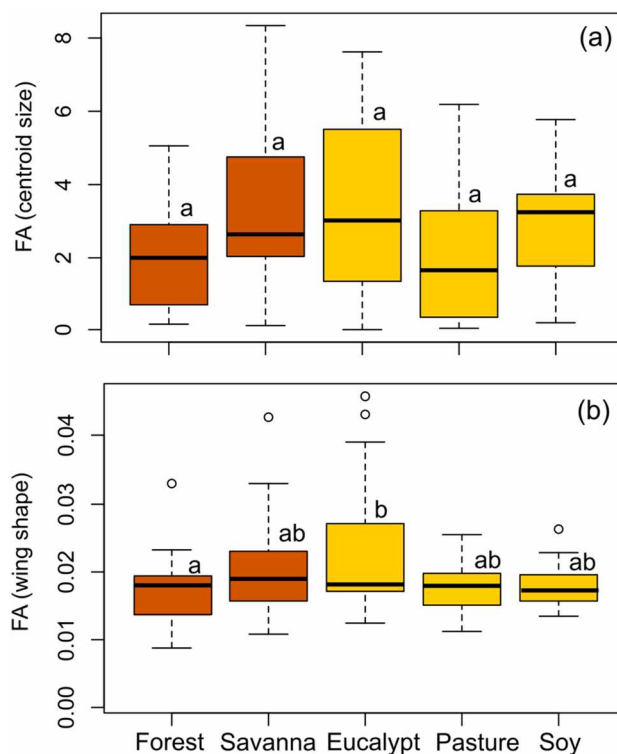 (a)
FA (centroid size)
8
6
4
2
0
a
a
a
a
a
(b)
FA (wing shape)
0.04
0.03
0.02
0.01
0.00
a
ab
b
ab
ab
Forest Savanna Eucalypt Pasture Soy